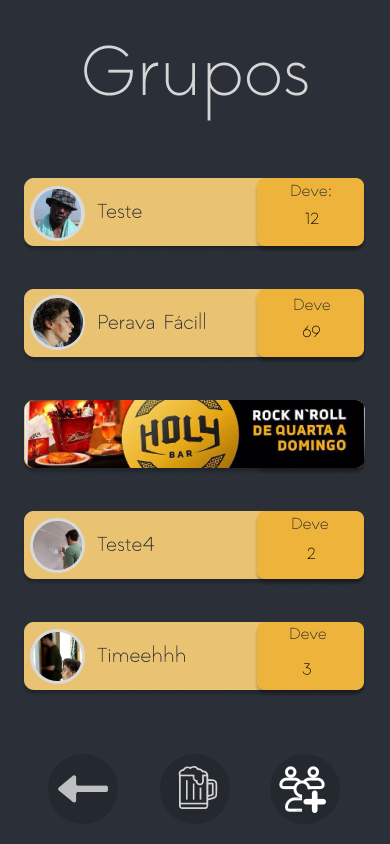 Grupos
Teste
Deve:
12
Perava Fácill
Deve
69
HOLY
BAR
ROCK N`ROLL
DE QUARTA A
DOMINGO
Teste4
Deve
2
Timeehhh
Deve
3